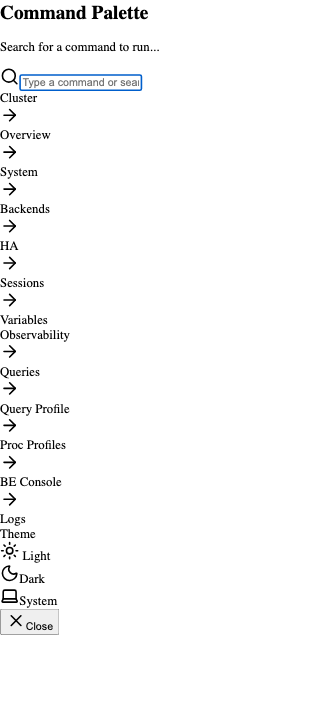 Command Palette
Search for a command to run...
Type a command or sear
Cluster
Overview
System
Backends
HA
Sessions
Variables
Observability
Queries
Query Profile
Proc Profiles
BE Console
Logs
Theme
Light
Dark
System
Close